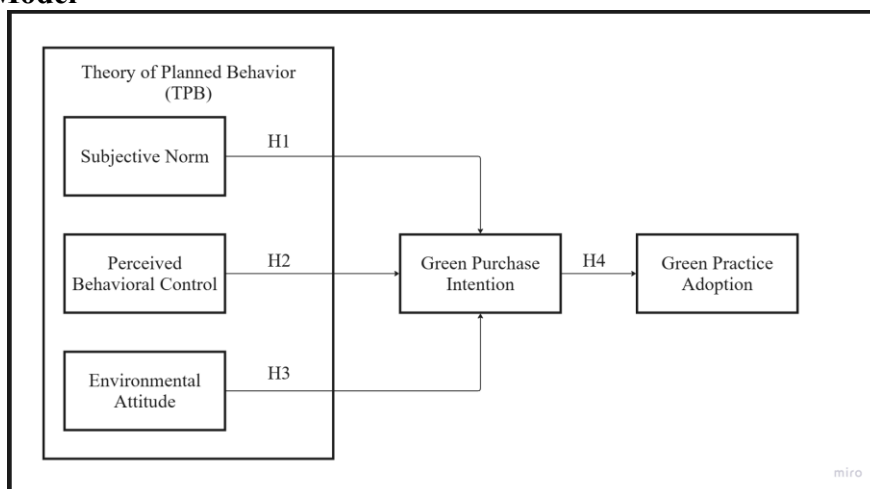 Theory of Planned Behavior
(TPB)
Subjective Norm
H1
Perceived
Behavioral Control
H2
Green Purchase
Intention
H4
Green Practice
Adoption
Environmental
Attitude
H3
miro